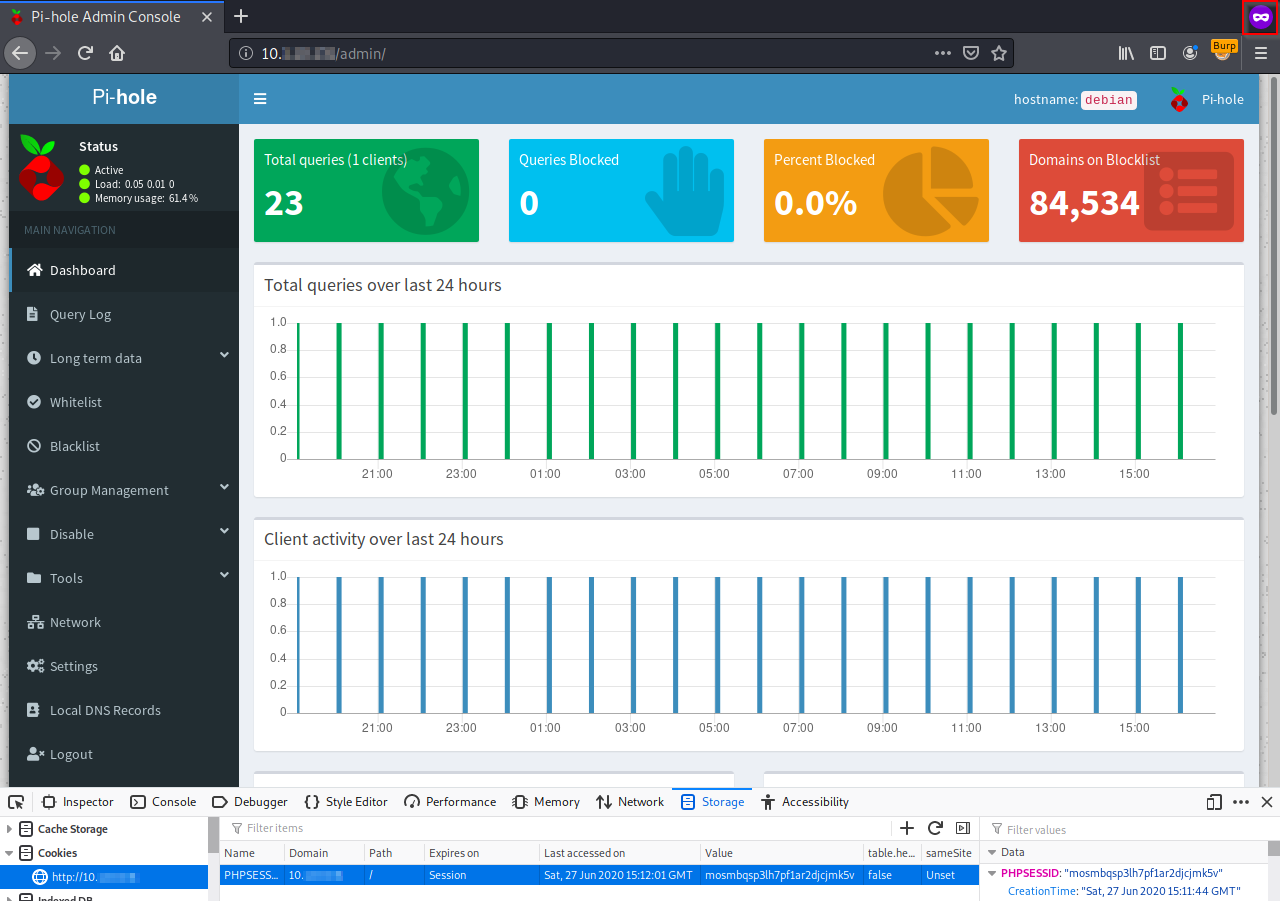 Pi-hole Admin Console
10.
/admin/
Burp
Pi-hole
hostname: debian
Pi-hole
Status
Active
Load: 0.05 0.01 0
Memory usage: 61.4 %
MAIN NAVIGATION
Dashboard
Query Log
Long term data
Whitelist
Blacklist
Group Management
Disable
Tools
Network
Settings
Local DNS Records
Logout
Total queries (1 clients)
23
Queries Blocked
0
Percent Blocked
0.0%
Domains on Blocklist
84,534
Total queries over last 24 hours
1.0
0.8
0.6
0.4
0.2
0
21:00 23:00 01:00 03:00 05:00 07:00 09:00 11:00 13:00 15:00
Client activity over last 24 hours
1.0
0.8
0.6
0.4
0.2
0
21:00 23:00 01:00 03:00 05:00 07:00 09:00 11:00 13:00 15:00
Inspector Console Debugger Style Editor Performance Memory Network Storage Accessibility
Cache Storage
Cookies
http://10.
Indexed DB
Filter items
Name Domain Path Expires on Last accessed on Value table.he... sameSite
PHPSESS... 10. / Session Sat, 27 Jun 2020 15:12:01 GMT mosmbqsp3lh7pf1ar2djcjmk5v false Unset
Filter values
Data
PHPSESSID: "mosmbqsp3lh7pf1ar2djcjmk5v"
CreationTime: "Sat, 27 Jun 2020 15:11:44 GMT"